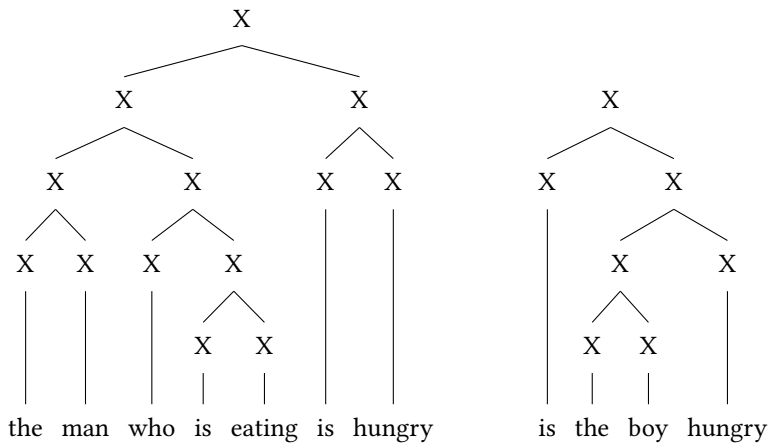 X
X X X
X X X X X X
X X X X X X
X X X X
the man who is eating is hungry is the boy hungry